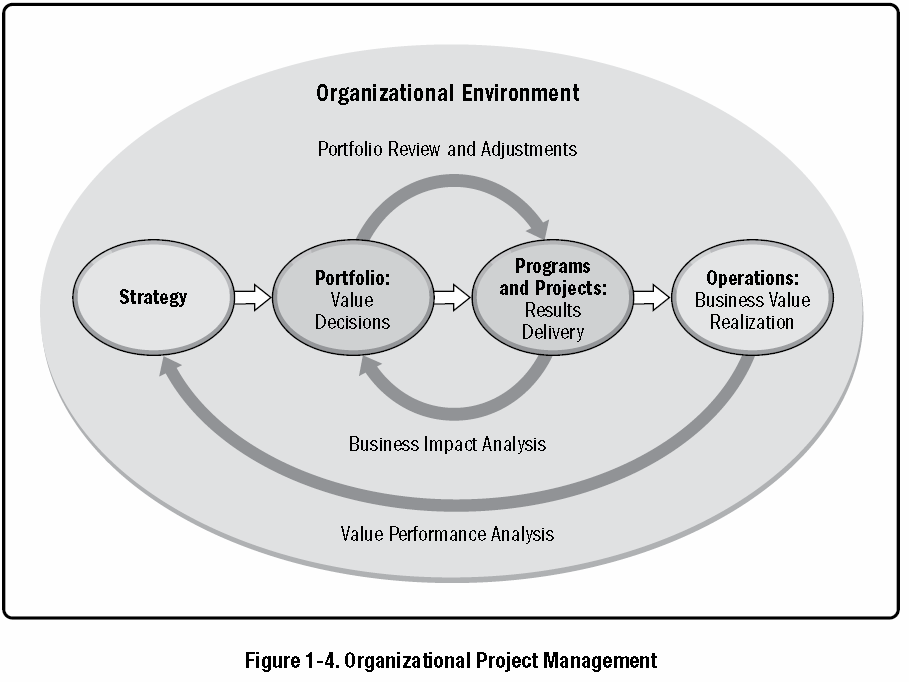 Organizational Environment
Portfolio Review and Adjustments
Strategy
Portfolio:
Value
Decisions
Programs
and Projects:
Results
Delivery
Operations:
Business Value
Realization
Business Impact Analysis
Value Performance Analysis
Figure 1-4. Organizational Project Management